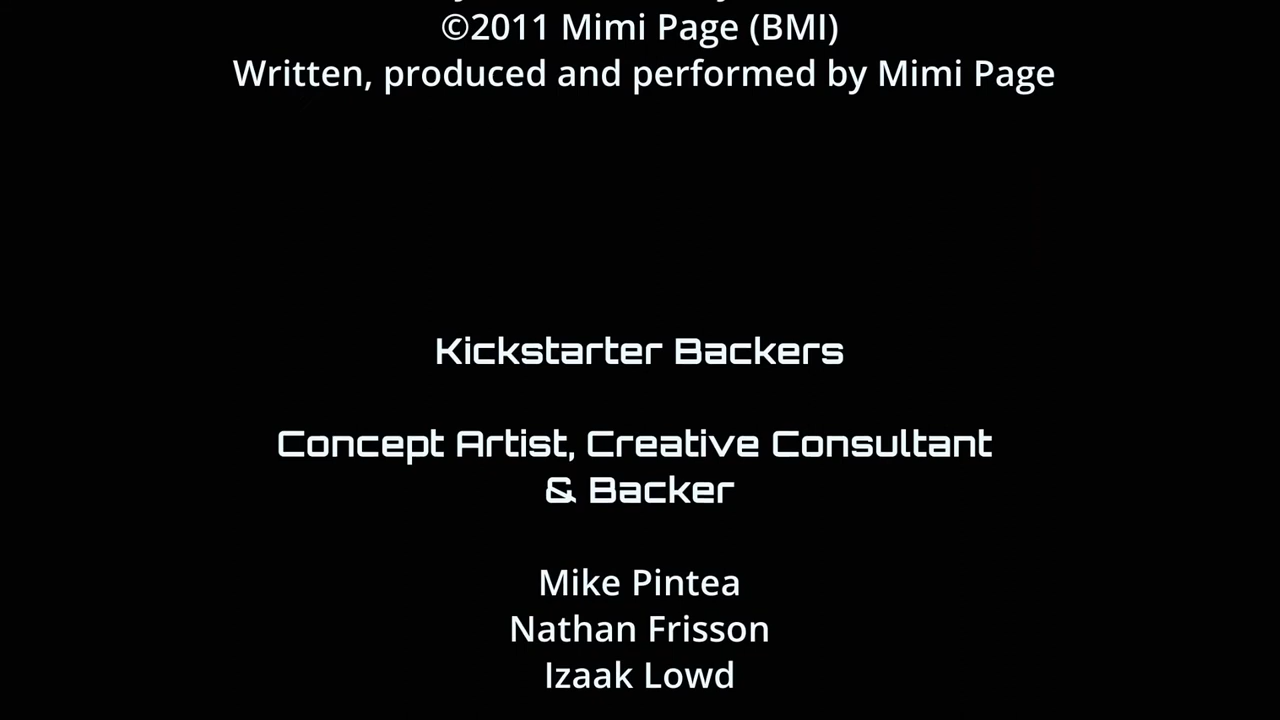 ©2011 Mimi Page (BMI)
Written, produced and performed by Mimi Page
Kickstarter Backers
Concept Artist, Creative Consultant
& Backer
Mike Pintea
Nathan Frisson
Izaak Lowd